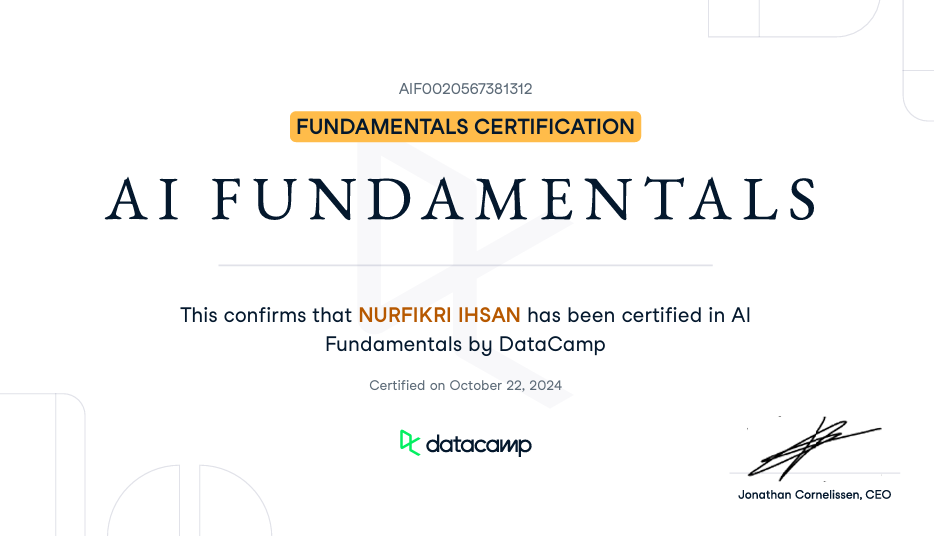 AIF0020567381312
FUNDAMENTALS CERTIFICATION
AI FUNDAMENTALS
This confirms that NURFIKRI IHSAN has been certified in AI
Fundamentals by DataCamp
Certified on October 22, 2024
datacamp
Jonathan Cornelissen, CEO